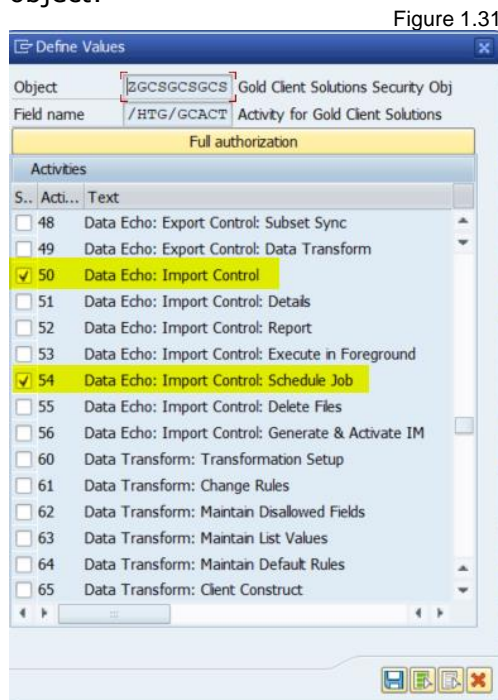 object.
Figure 1.31
Define Values
Object ZGCSGCSGCS Gold Client Solutions Security Obj
Field name /HTG/GCACT Activity for Gold Client Solutions
Full authorization
Activities
S.. Acti... Text
48 Data Echo: Export Control: Subset Sync
49 Data Echo: Export Control: Data Transform
50 Data Echo: Import Control
51 Data Echo: Import Control: Details
52 Data Echo: Import Control: Report
53 Data Echo: Import Control: Execute in Foreground
54 Data Echo: Import Control: Schedule Job
55 Data Echo: Import Control: Delete Files
56 Data Echo: Import Control: Generate & Activate IM
60 Data Transform: Transformation Setup
61 Data Transform: Change Rules
62 Data Transform: Maintain Disallowed Fields
63 Data Transform: Maintain List Values
64 Data Transform: Maintain Default Rules
65 Data Transform: Client Construct